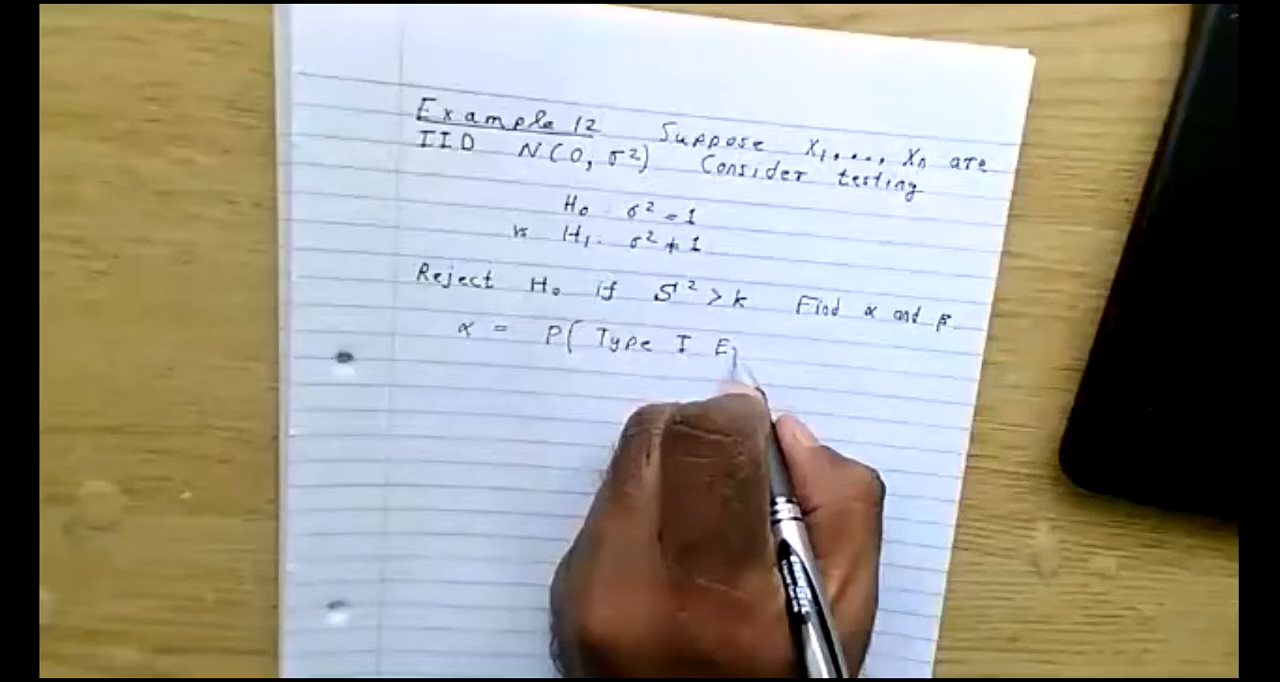 Example 12 Suppose X₁,..., Xₙ are
IID N(0, σ²) Consider testing
H₀ : σ² = 1
vs H₁ : σ² ≠ 1
Reject H₀ if S² > k Find α and β
α = P( Type I E